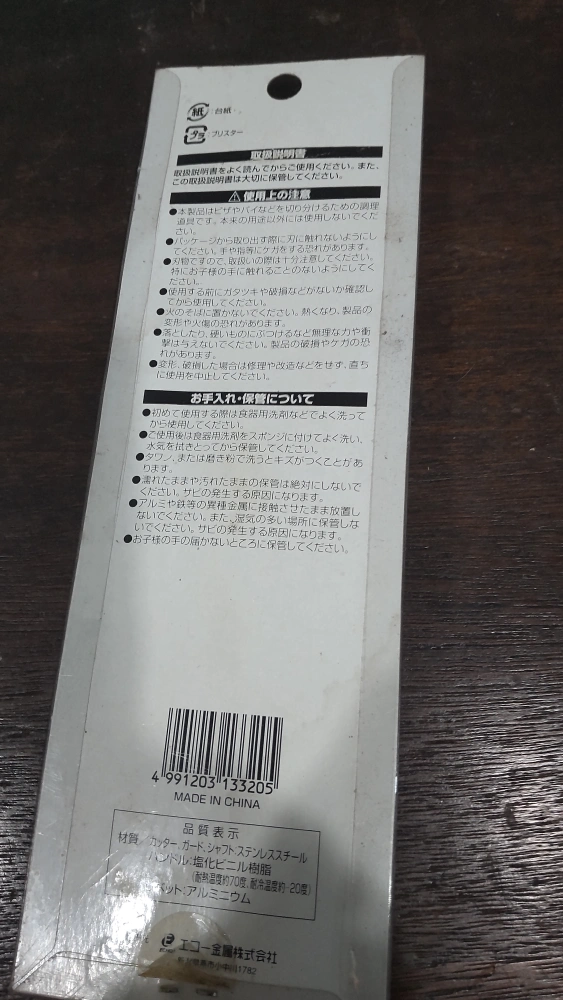 紙 :台紙
プラ :ブリスター
取扱説明書
取扱説明書をよく読んでからご使用ください。また、
この取扱説明書は大切に保管してください。
⚠使用上の注意
●本製品はピザやパイなどを切り分けるための調理
道具です。本来の用途以外には使用しないでくだ
さい。
●パッケージから取り出す際に刃に触れないようにし
てください。手や指等にケガをする恐れがあります。
●刃物ですので、取扱いの際は十分注意してください。
特にお子様の手に触れることのないようにしてく
ださい。
●使用する前にガタツキや破損などがないか確認し
てから使用してください。
●火のそばに置かないでください。熱くなり、製品の
変形や火傷の恐れがあります。
●落としたり、硬いものにぶつけるなど無理な力や衝
撃は与えないでください。製品の破損やケガの恐
れがあります。
●変形、破損した場合は修理や改造などをせず、直ち
に使用を中止してください。
お手入れ・保管について
●初めて使用する際は食器用洗剤などでよく洗って
から使用してください。
●ご使用後は食器用洗剤をスポンジに付けてよく洗い、
水気を拭きとってから保管してください。
●タワシ、または磨き粉で洗うとキズがつくことがあ
ります。
●濡れたままや汚れたままの保管は絶対にしないで
ください。サビの発生する原因になります。
●アルミや鉄等の異種金属に接触させたまま放置し
ないでください。また、湿気の多い場所に保管しな
いでください。サビの発生する原因になります。
●お子様の手の届かないところに保管してください。
4 991203 133205
MADE IN CHINA
品質表示
材質 カッター、ガード、シャフト:ステンレススチール
ハンドル:塩化ビニル樹脂
(耐熱温度約70度、耐冷温度約-20度)
アルミニウム
エコー金属株式会社
1782